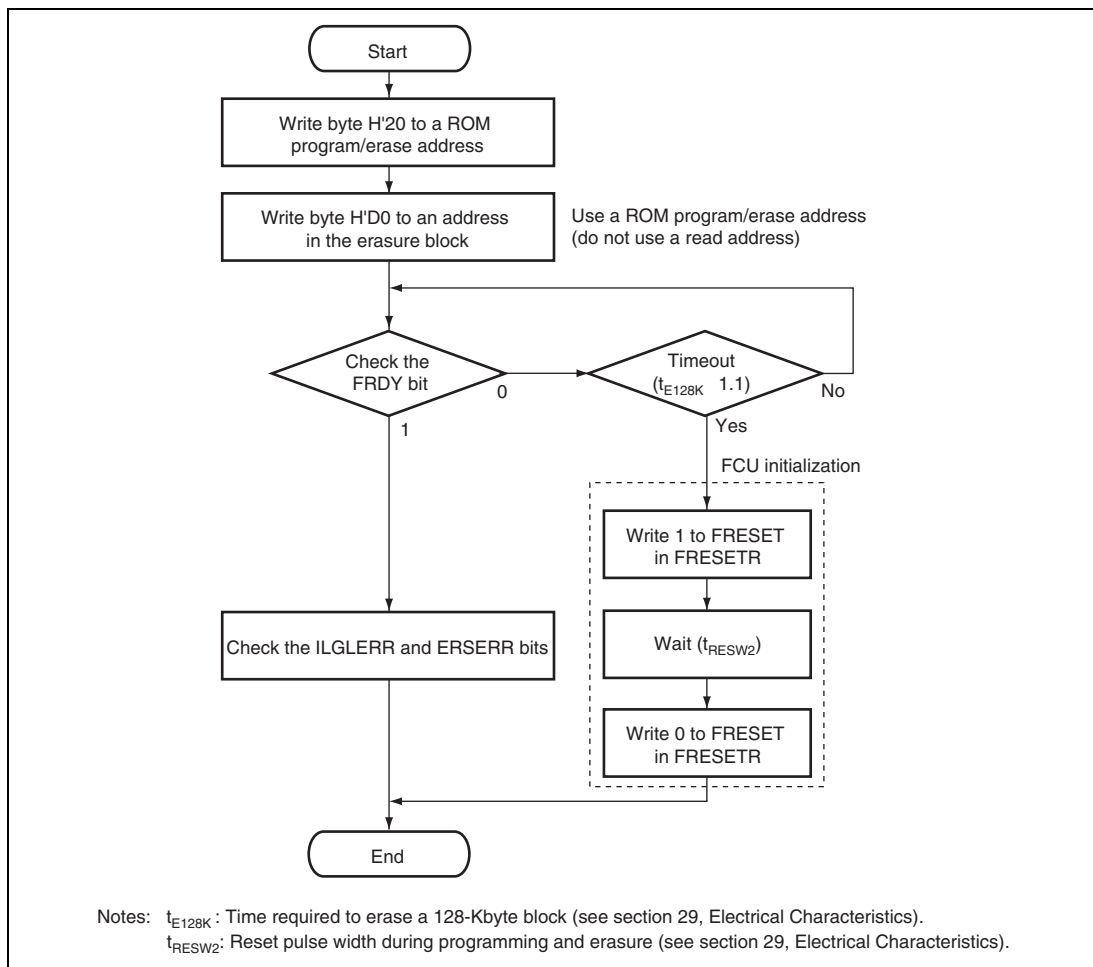 Start
Write byte H'20 to a ROM
program/erase address
Write byte H'D0 to an address
in the erasure block
Use a ROM program/erase address
(do not use a read address)
Check the
FRDY bit
0
1
Timeout
(tE128K 1.1)
No
Yes
FCU initialization
Write 1 to FRESET
in FRESETR
Wait (tRESW2)
Write 0 to FRESET
in FRESETR
Check the ILGLERR and ERSERR bits
End
Notes: tE128K : Time required to erase a 128-Kbyte block (see section 29, Electrical Characteristics).
tRESW2: Reset pulse width during programming and erasure (see section 29, Electrical Characteristics).